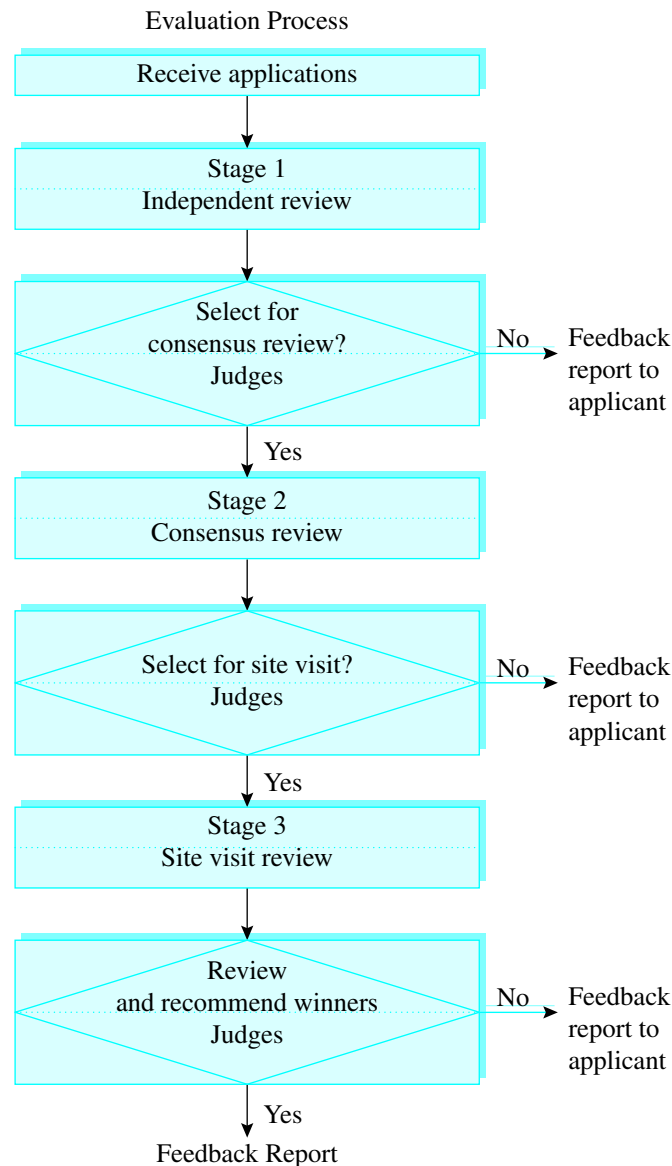 Evaluation Process
Receive applications
Stage 1
Independent review
Select for
consensus review?
Judges
No
Feedback
report to
applicant
Yes
Stage 2
Consensus review
Select for site visit?
Judges
No
Feedback
report to
applicant
Yes
Stage 3
Site visit review
Review
and recommend winners
Judges
No
Feedback
report to
applicant
Yes
Feedback Report